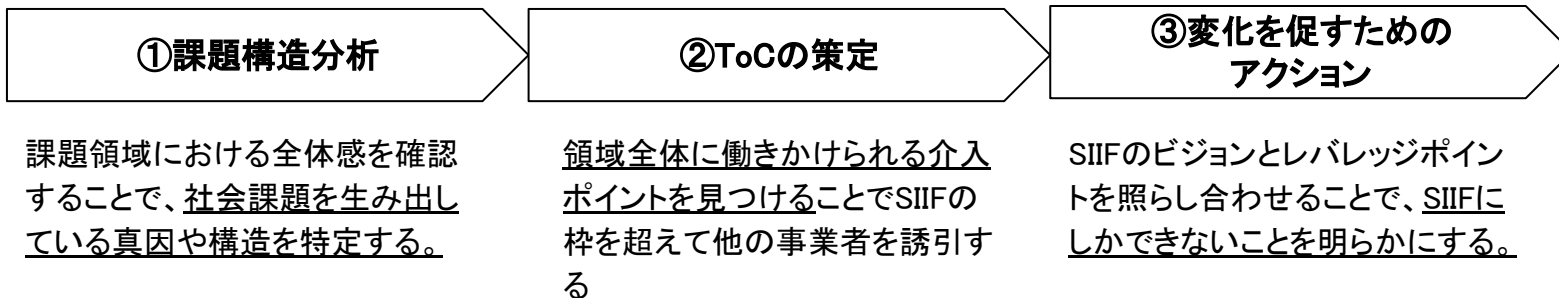 ①課題構造分析
②ToCの策定
③変化を促すための
アクション
課題領域における全体感を確認
することで、社会課題を生み出し
ている真因や構造を特定する。
領域全体に働きかけられる介入
ポイントを見つけることでSIIFの
枠を超えて他の事業者を誘引す
る
SIIFのビジョンとレバレッジポイン
トを照らし合わせることで、SIIFに
しかできないことを明らかにする。